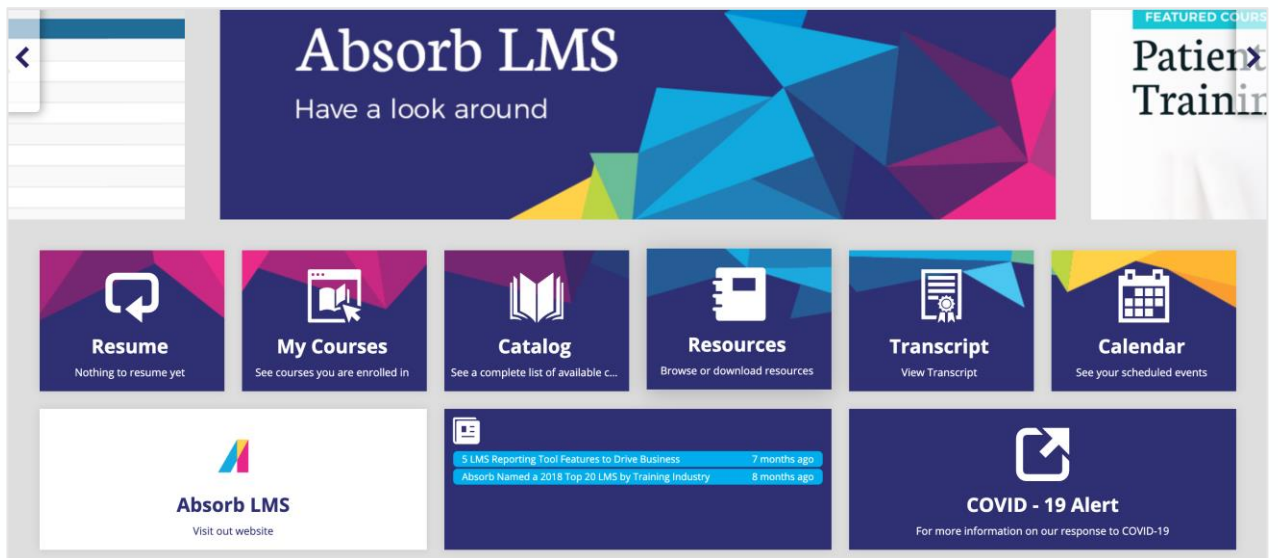 Absorb LMS
Have a look around
FEATURED COURS
Patient
Trainin
Resume
Nothing to resume yet
My Courses
See courses you are enrolled in
Catalog
See a complete list of available c...
Resources
Browse or download resources
Transcript
View Transcript
Calendar
See your scheduled events
Absorb LMS
Visit out website
5 LMS Reporting Tool Features to Drive Business 7 months ago
Absorb Named a 2018 Top 20 LMS by Training Industry 8 months ago
COVID - 19 Alert
For more information on our response to COVID-19